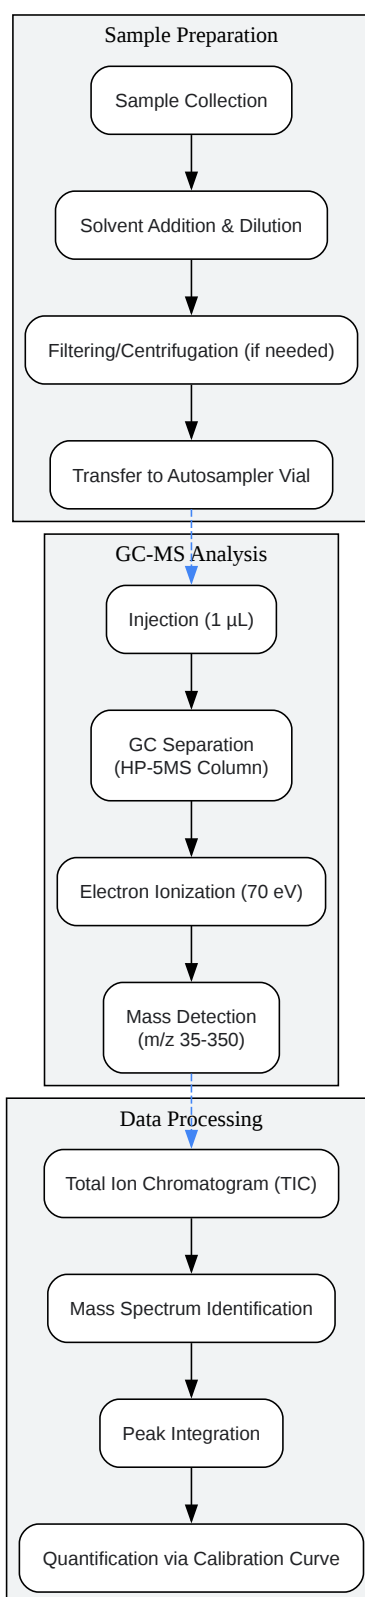 Sample Preparation
Sample Collection
Solvent Addition & Dilution
Filtering/Centrifugation (if needed)
Transfer to Autosampler Vial
GC-MS Analysis
Injection (1 µL)
GC Separation
(HP-5MS Column)
Electron Ionization (70 eV)
Mass Detection
(m/z 35-350)
Data Processing
Total Ion Chromatogram (TIC)
Mass Spectrum Identification
Peak Integration
Quantification via Calibration Curve